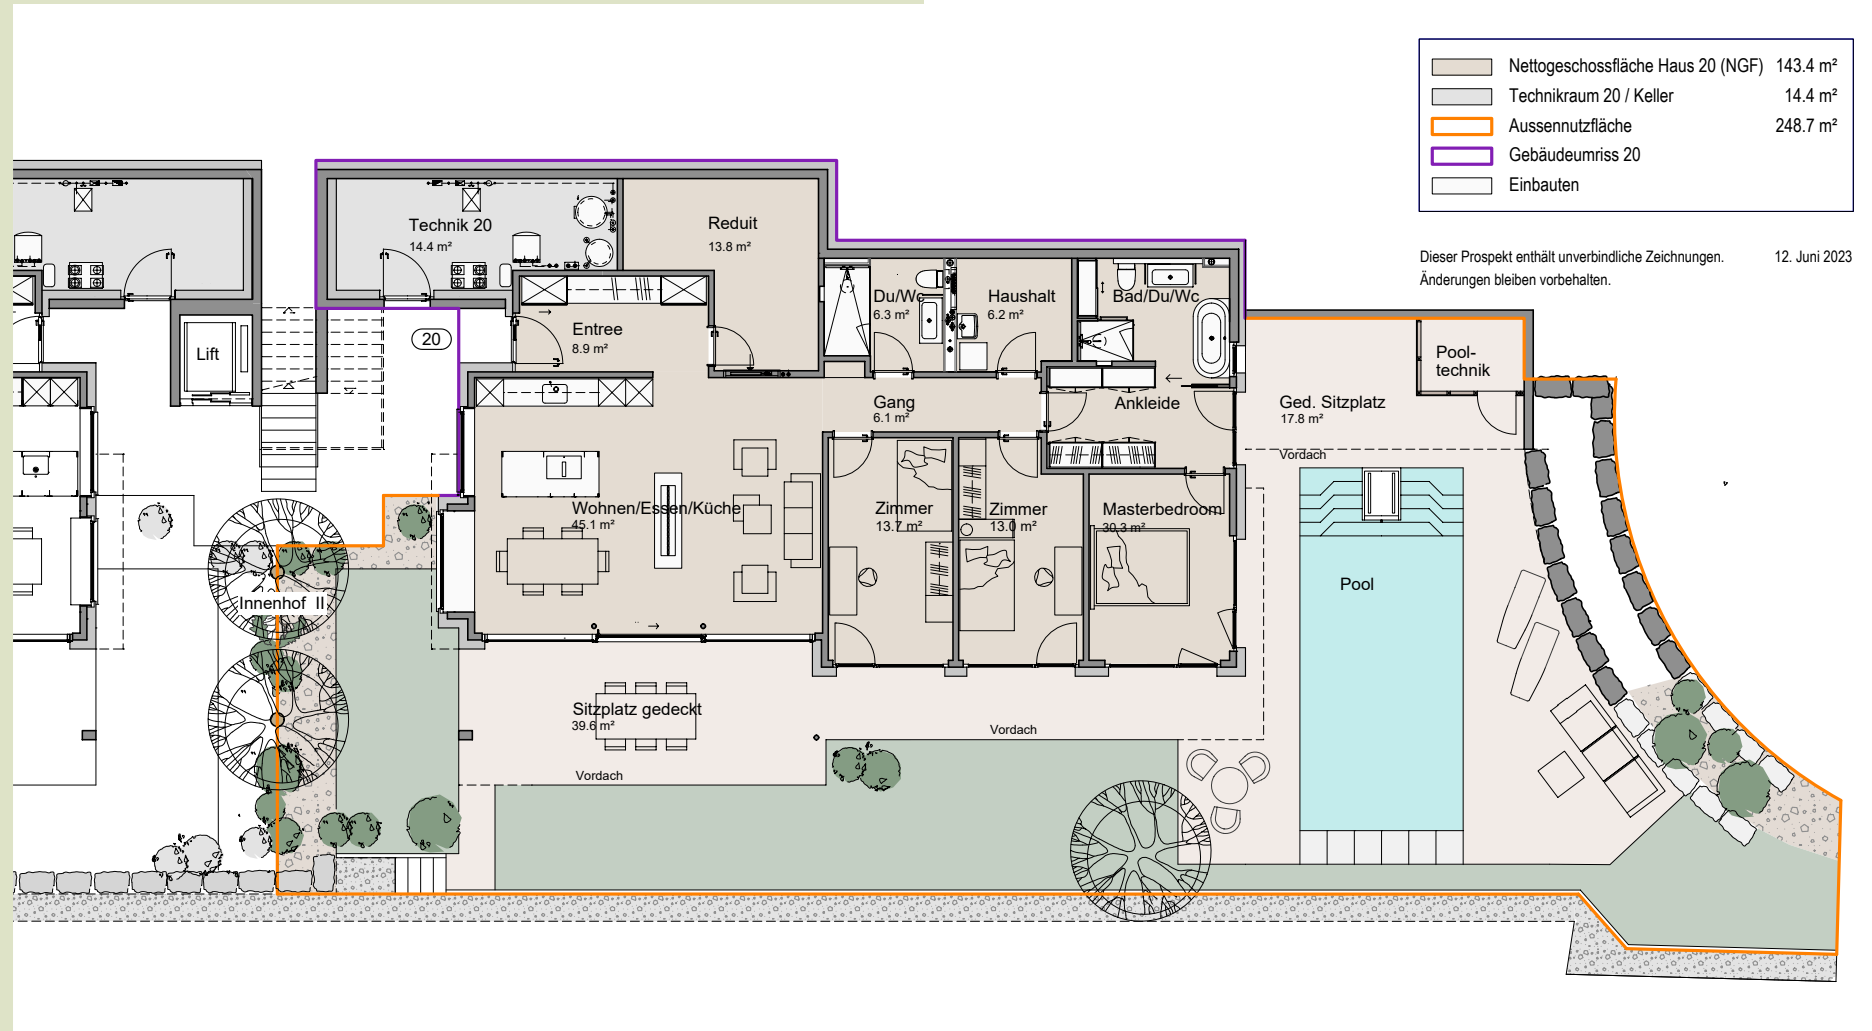 Nettogeschossfläche Haus 20 (NGF) 143.4 m²
Technikraum 20 / Keller 14.4 m²
Aussennutzfläche 248.7 m²
Gebäudeumriss 20
Einbauten
Dieser Prospekt enthält unverbindliche Zeichnungen. 12. Juni 2023
Änderungen bleiben vorbehalten.
Technik 20
14.4 m²
Reduit
13.8 m²
Du/Wc
6.3 m²
Haushalt
6.2 m²
Bad/Du/Wc
Entree
8.9 m²
20
Lift
Pool-
technik
Gang
6.1 m²
Ankleide
Ged. Sitzplatz
17.8 m²
Vordach
Wohnen/Essen/Küche
45.1 m²
Zimmer
13.7 m²
Zimmer
13.0 m²
Masterbedroom
30.3 m²
Pool
Innenhof II
Sitzplatz gedeckt
39.6 m²
Vordach
Vordach